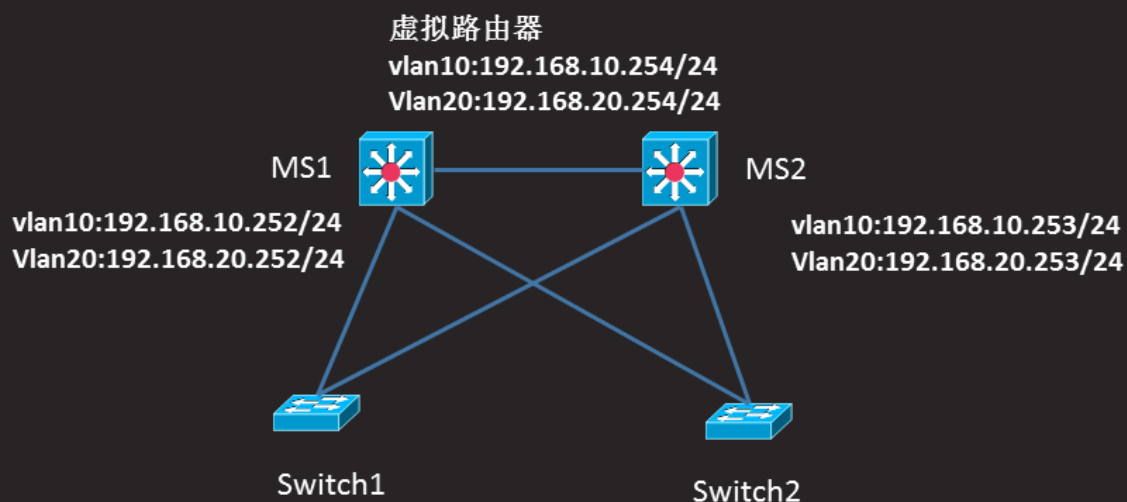 虚拟路由器
vlan10:192.168.10.254/24
Vlan20:192.168.20.254/24
MS1
MS2
vlan10:192.168.10.252/24
Vlan20:192.168.20.252/24
vlan10:192.168.10.253/24
Vlan20:192.168.20.253/24
Switch1
Switch2